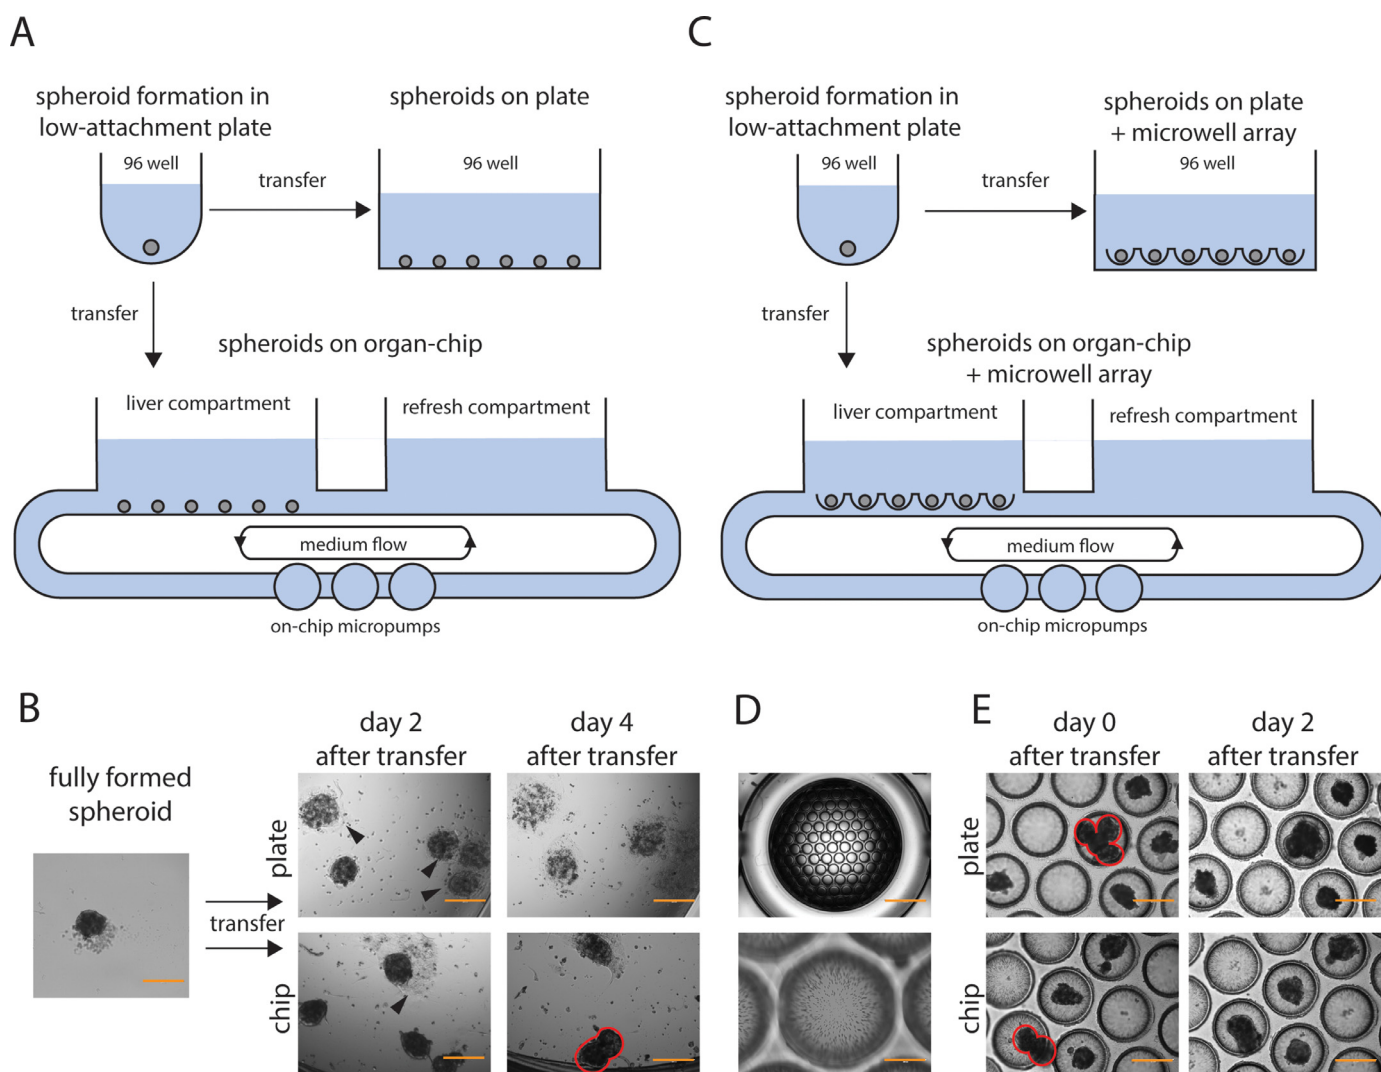 A
spheroid formation in
low-attachment plate
96 well
transfer
spheroids on plate
96 well
transfer
spheroids on organ-chip
liver compartment
refresh compartment
medium flow
on-chip micropumps
C
spheroid formation in
low-attachment plate
96 well
transfer
spheroids on plate
+ microwell array
96 well
transfer
spheroids on organ-chip
+ microwell array
liver compartment
refresh compartment
medium flow
on-chip micropumps
B
fully formed
spheroid
transfer
day 2
after transfer
day 4
after transfer
plate
chip
D
E
day 0
after transfer
day 2
after transfer
plate
chip